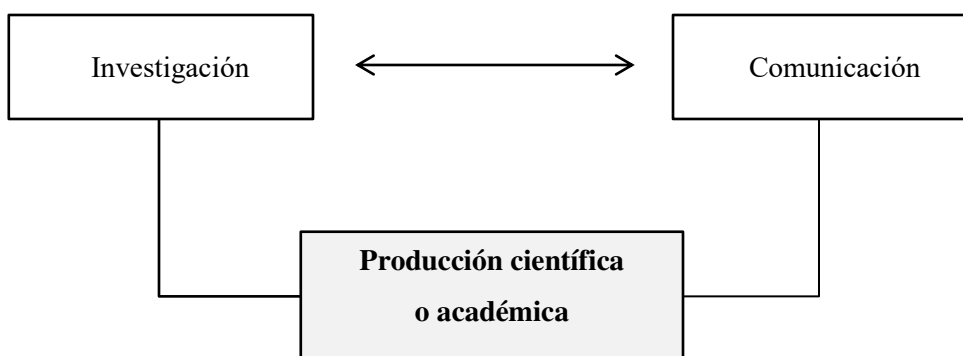 Investigación
Comunicación
Producción científica
o académica